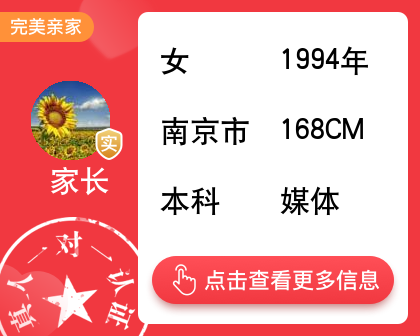 完美亲家
女 1994年
南京市 168CM
实
家长
本科 媒体
真人一对一认证
点击查看更多信息